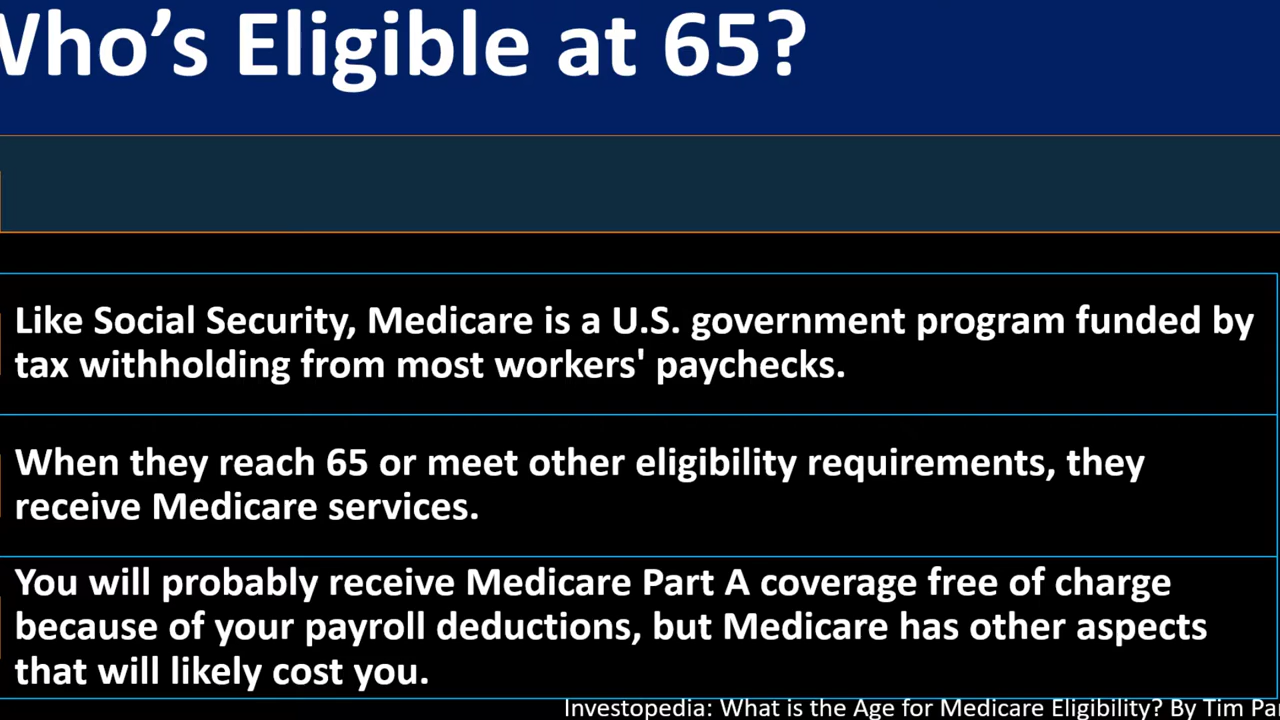 Who's Eligible at 65?
Like Social Security, Medicare is a U.S. government program funded by
tax withholding from most workers' paychecks.
When they reach 65 or meet other eligibility requirements, they
receive Medicare services.
You will probably receive Medicare Part A coverage free of charge
because of your payroll deductions, but Medicare has other aspects
that will likely cost you.
Investopedia: What is the Age for Medicare Eligibility? By Tim